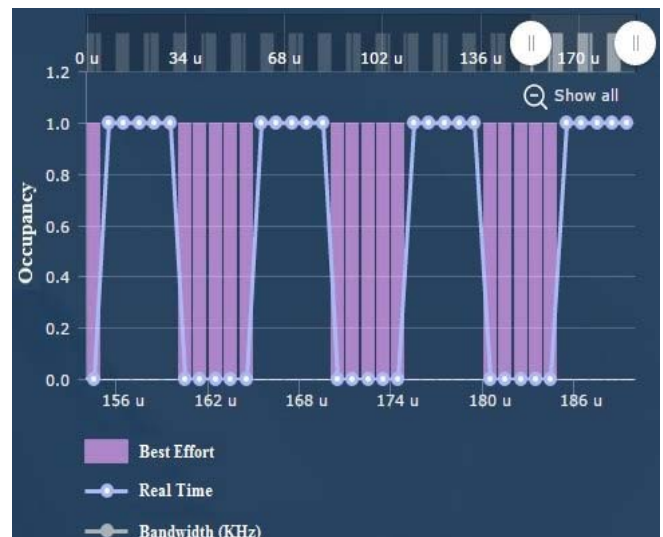 0 u 34 u 68 u 102 u 136 u 170 u
1.2
Show all
1.0
0.8
0.6
0.4
0.2
0.0
Occupancy
156 u 162 u 168 u 174 u 180 u 186 u
Best Effort
Real Time
Bandwidth (KHz)